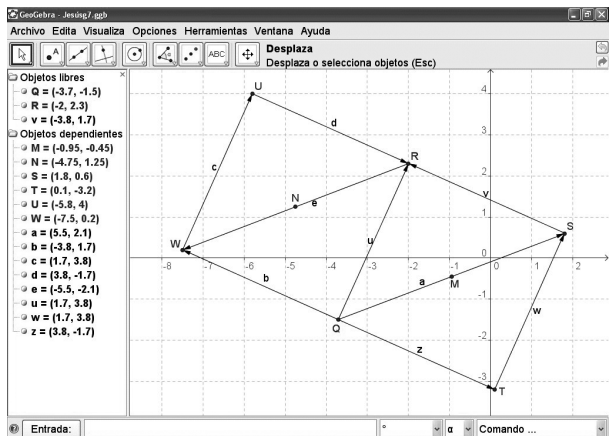 GeoGebra - Jesúsg7.ggb
Archivo Edita Visualiza Opciones Herramientas Ventana Ayuda
A
ABC
Desplaza
Desplaza o selecciona objetos (Esc)
Objetos libres
Q = (-3.7, -1.5)
R = (-2, 2.3)
v = (-3.8, 1.7)
Objetos dependientes
M = (-0.95, -0.45)
N = (-4.75, 1.25)
S = (1.8, 0.6)
T = (0.1, -3.2)
U = (-5.8, 4)
W = (-7.5, 0.2)
a = (5.5, 2.1)
b = (-3.8, 1.7)
c = (1.7, 3.8)
d = (3.8, -1.7)
e = (-5.5, -2.1)
u = (1.7, 3.8)
w = (1.7, 3.8)
z = (3.8, -1.7)
U
4
d
3
R
c
2
v
N
e
1
S
u
W
0
-8 -7 -6 -5 -4 -3 -2 -1 0 1 2
b
a
M
-1
w
Q
-2
z
-3
T
Entrada:
°
α
Comando ...